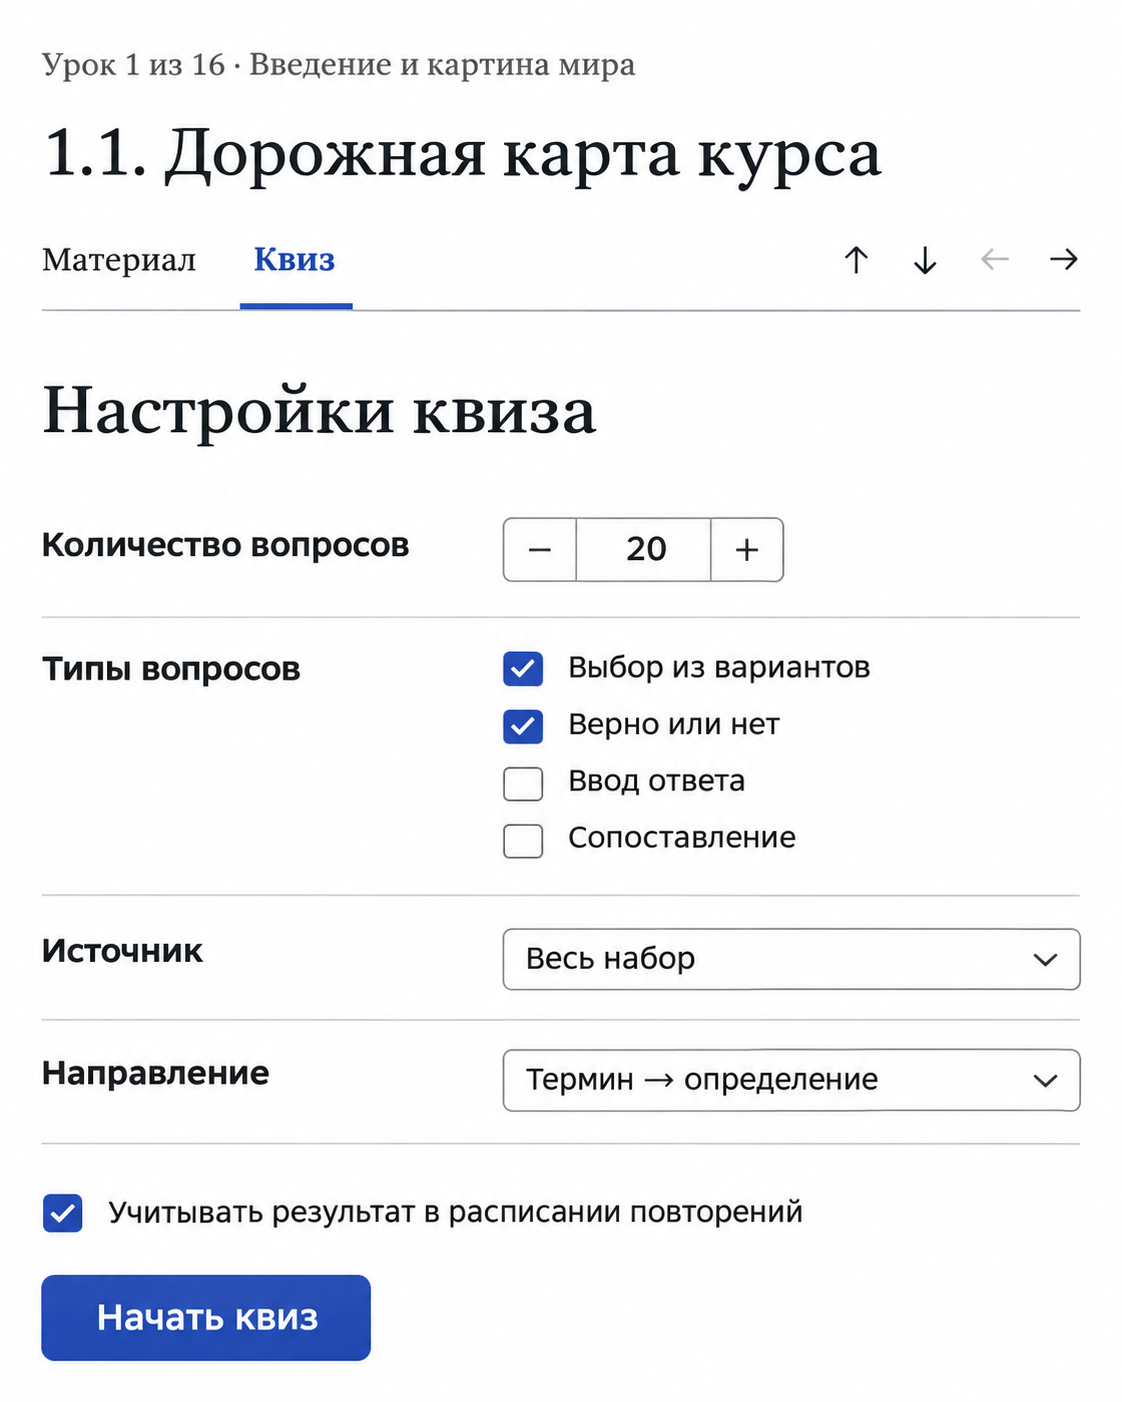 Урок 1 из 16 · Введение и картина мира
1.1. Дорожная карта курса
Материал Квиз ↑ ↓ ← →
Настройки квиза
Количество вопросов − 20 +
Типы вопросов Выбор из вариантов
Верно или нет
Ввод ответа
Сопоставление
Источник Весь набор
Направление Термин → определение
Учитывать результат в расписании повторений
Начать квиз